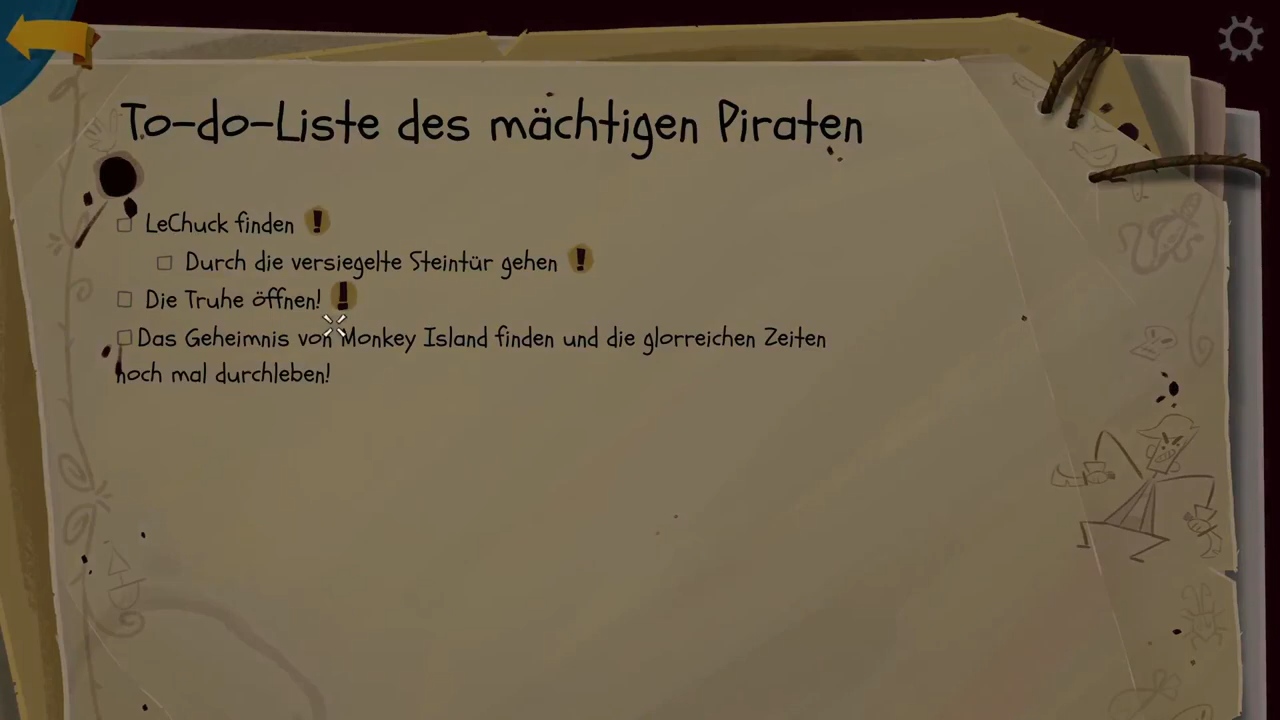 To-do-Liste des mächtigen Piraten
LeChuck finden !
Durch die versiegelte Steintür gehen !
Die Truhe öffnen! !
Das Geheimnis von Monkey Island finden und die glorreichen Zeiten
noch mal durchleben!